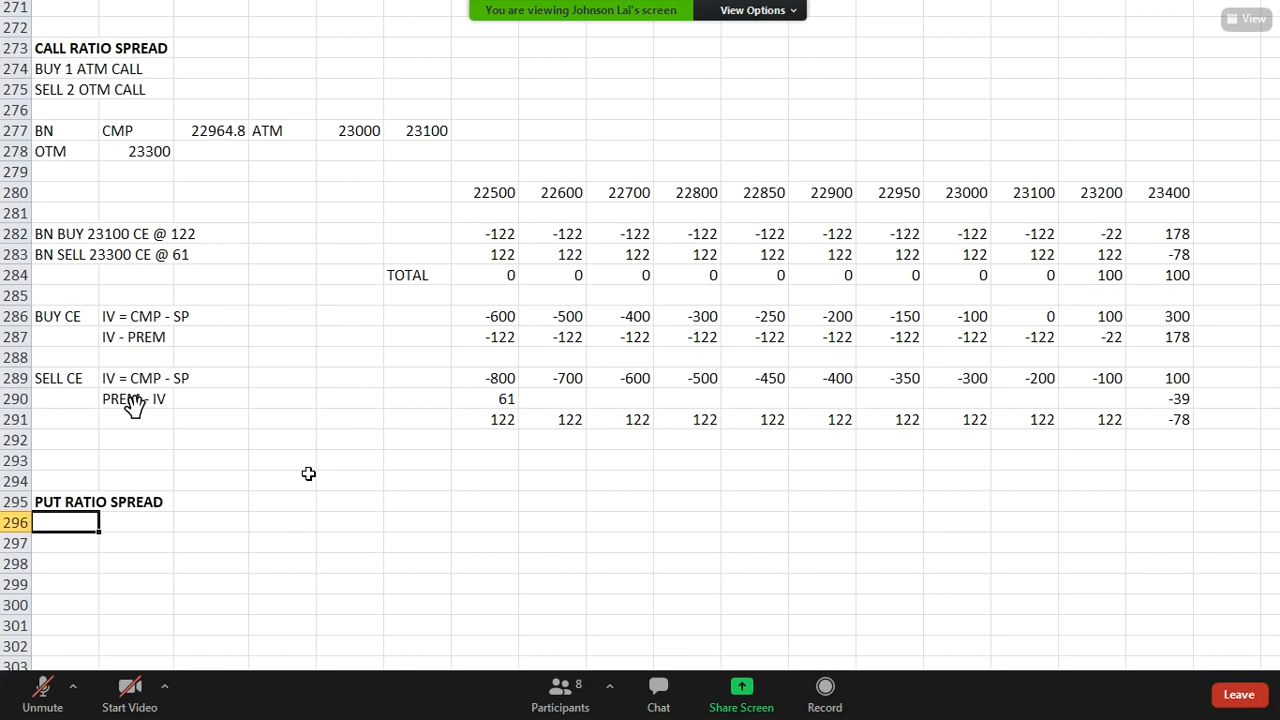 You are viewing Johnson Lai's screen View Options
View
271
272
273 CALL RATIO SPREAD
274 BUY 1 ATM CALL
275 SELL 2 OTM CALL
276
277 BN CMP 22964.8 ATM 23000 23100
278 OTM 23300
279
280 22500 22600 22700 22800 22850 22900 22950 23000 23100 23200 23400
281
282 BN BUY 23100 CE @ 122 -122 -122 -122 -122 -122 -122 -122 -122 -122 -22 178
283 BN SELL 23300 CE @ 61 122 122 122 122 122 122 122 122 122 122 -78
284 TOTAL 0 0 0 0 0 0 0 0 0 100 100
285
286 BUY CE IV = CMP - SP -600 -500 -400 -300 -250 -200 -150 -100 0 100 300
287 IV - PREM -122 -122 -122 -122 -122 -122 -122 -122 -122 -22 178
288
289 SELL CE IV = CMP - SP -800 -700 -600 -500 -450 -400 -350 -300 -200 -100 100
290 PREM - IV 61 -39
291 122 122 122 122 122 122 122 122 122 122 -78
292
293
294
295 PUT RATIO SPREAD
296
297
298
299
300
301
302
303
Unmute Start Video Participants 8 Chat Share Screen Record Leave